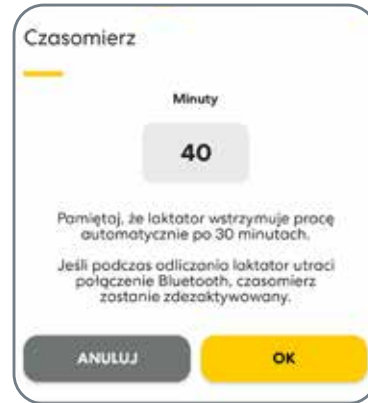 Czasomierz
Minuty
40
Pamiętaj, że laktator wstrzymuje pracę
automatycznie po 30 minutach.
Jeśli podczas odliczania laktator utraci
połączenie Bluetooth, czasomierz
zostanie zdezaktywowany.
ANULUJ
OK